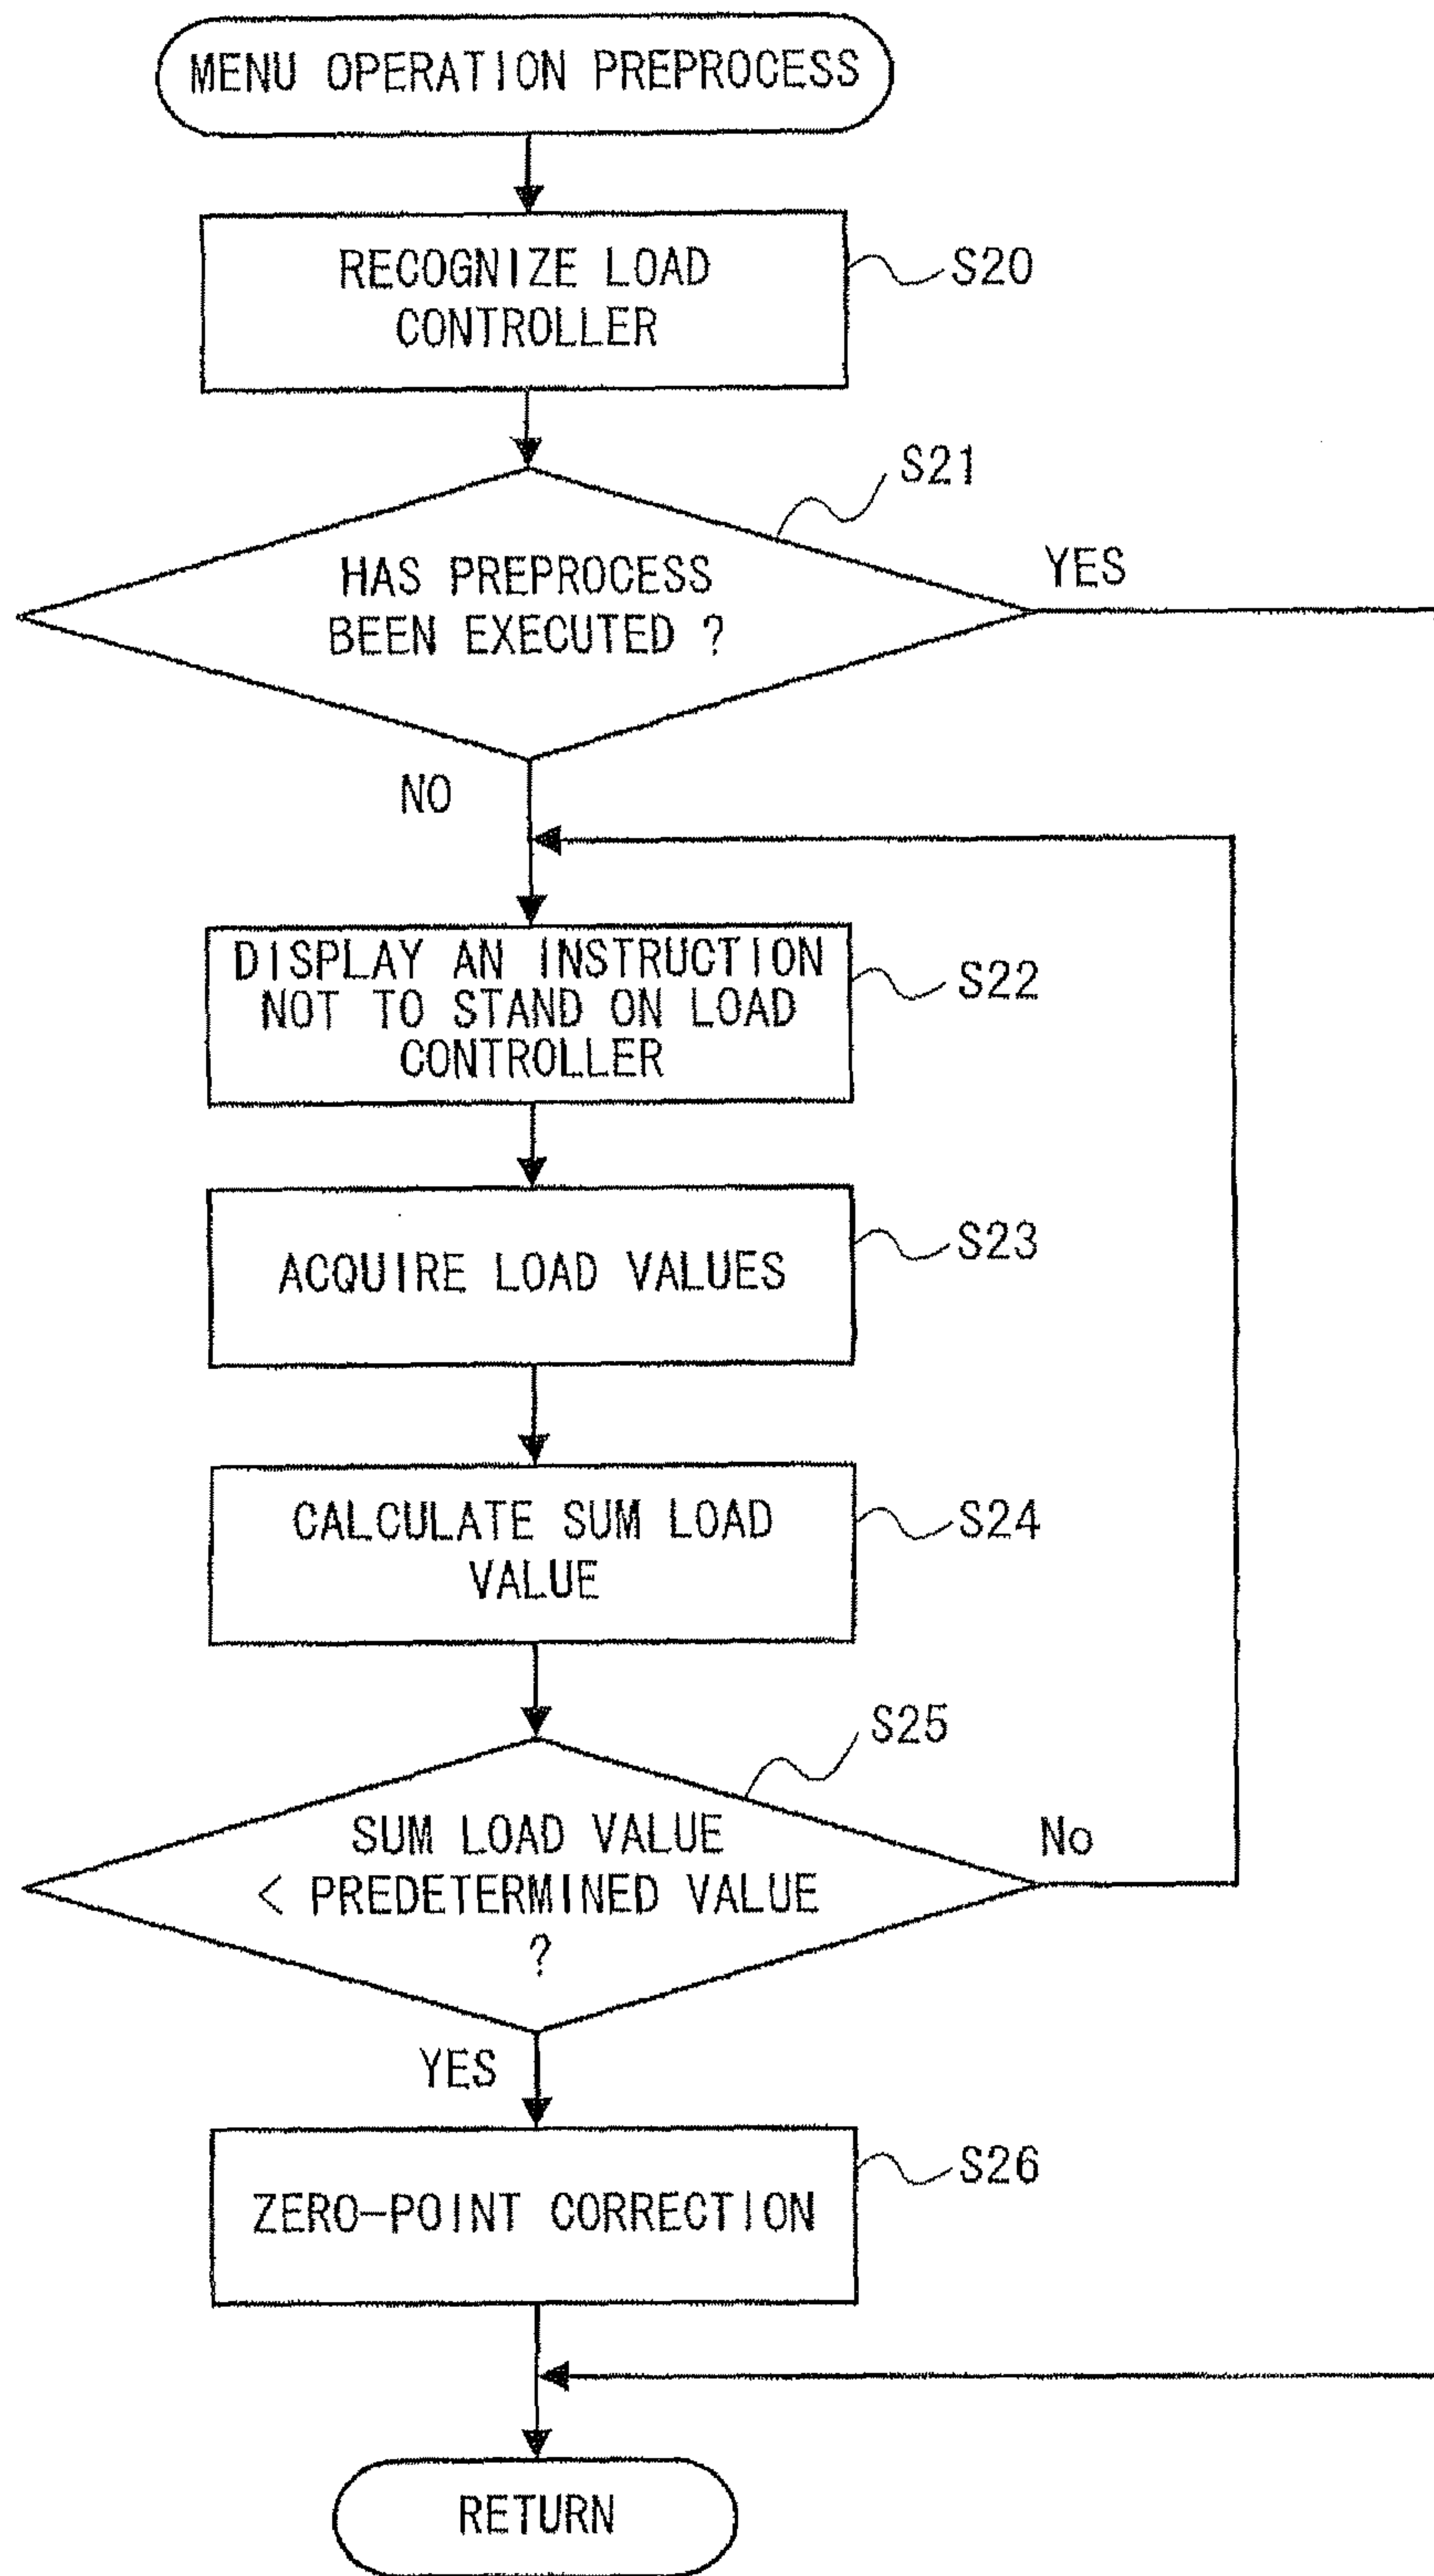 MENU OPERATION PREPROCESS
RECOGNIZE LOAD
CONTROLLER
S20
S21
HAS PREPROCESS
BEEN EXECUTED ?
YES
NO
DISPLAY AN INSTRUCTION
NOT TO STAND ON LOAD
CONTROLLER
S22
ACQUIRE LOAD VALUES
S23
CALCULATE SUM LOAD
VALUE
S24
S25
SUM LOAD VALUE
< PREDETERMINED VALUE
?
No
YES
ZERO-POINT CORRECTION
S26
RETURN